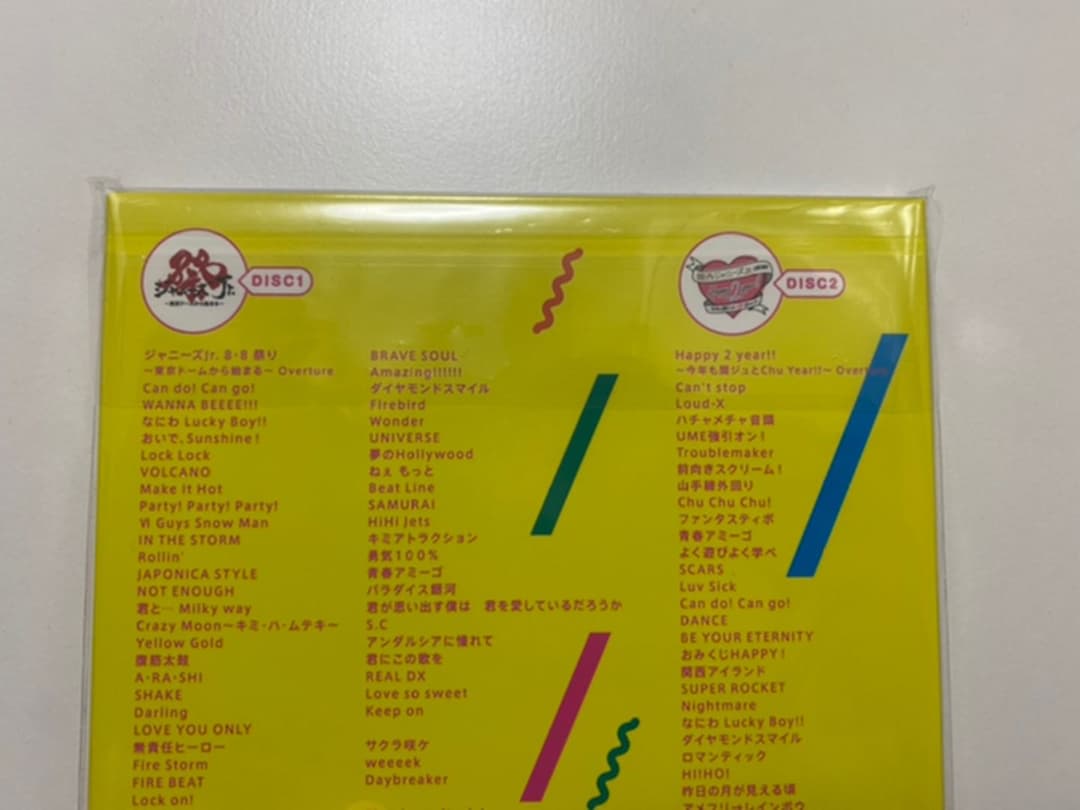 DISC1
ジャニーズJr. 8・8 祭り
〜東京ドームから始まる〜 Overture
Can do! Can go!
WANNA BEEEE!!!
なにわ Lucky Boy!!
おいで、Sunshine!
Lock Lock
VOLCANO
Make it Hot
Party! Party! Party!
Vi Guys Snow Man
IN THE STORM
Rollin'
JAPONICA STYLE
NOT ENOUGH
君と… Milky way
Crazy Moon〜キミ・ハ・ムテキ〜
Yellow Gold
腹筋太鼓
A・RA・SHI
SHAKE
Darling
LOVE YOU ONLY
無責任ヒーロー
Fire Storm
FIRE BEAT
Lock on!
BRAVE SOUL
Amazing!!!!!!
ダイヤモンドスマイル
Firebird
Wonder
UNIVERSE
夢のHollywood
ねぇ もっと
Beat Line
SAMURAI
HiHi Jets
キミアトラクション
勇気100%
青春アミーゴ
パラダイス銀河
君が思い出す僕は 君を愛しているだろうか
S.C
アンダルシアに憧れて
君にこの歌を
REAL DX
Love so sweet
Keep on
サクラ咲ケ
weeeek
Daybreaker
DISC2
Happy 2 year!!
〜今年も関ジュとChu Year!!〜 Overture
Can't stop
Loud-X
ハチャメチャ音頭
UME強引オン!
Troublemaker
斜向きスクリーム!
山手線外回り
Chu Chu Chu!
ファンタスティポ
青春アミーゴ
よく遊びよく学べ
SCARS
Luv Sick
Can do! Can go!
DANCE
BE YOUR ETERNITY
おみくじHAPPY!
関西アイランド
SUPER ROCKET
Nightmare
なにわ Lucky Boy!!
ダイヤモンドスマイル
ロマンティック
HI!HO!
昨日の月が見える頃
アメフリ→レインボウ